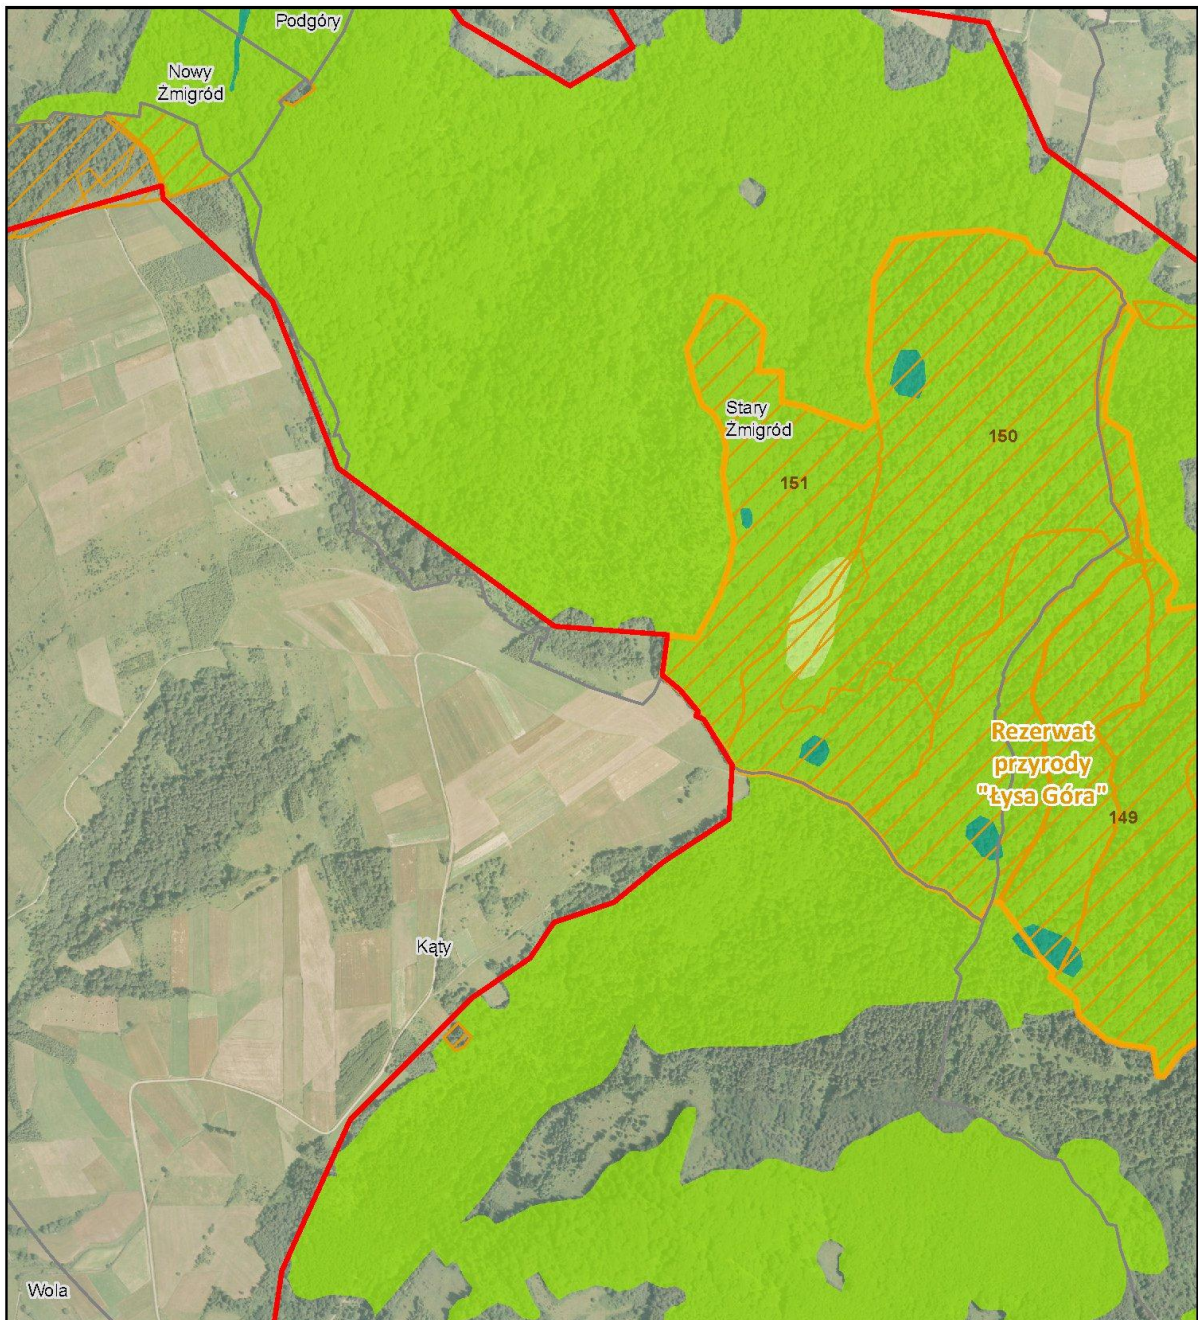 Podgóry
Nowy
Żmigród
Stary
Żmigród
150
151
Rezerwat
przyrody
"Łysa Góra"
149
Kąty
Wola